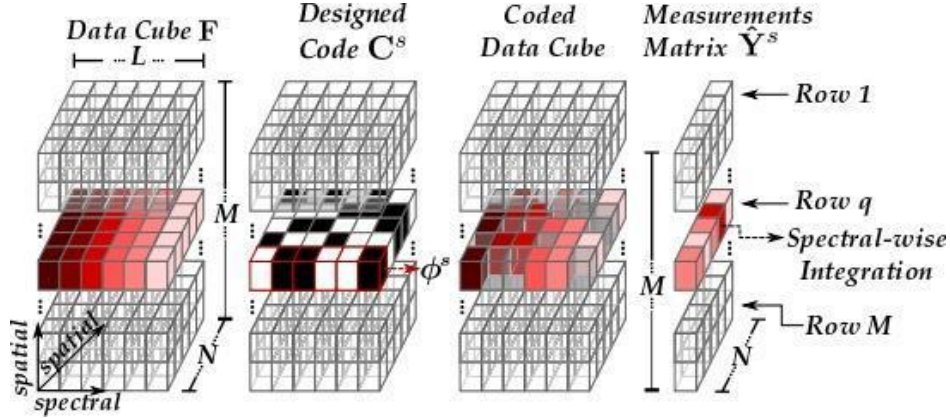 Data Cube F
··· L ···
Designed
Code C^s
Coded
Data Cube
Measurements
Matrix Ŷ^s
Row 1
M
Row q
Spectral-wise
Integration
ϕ^s
M
Row M
spatial
spatial
spectral
N
N